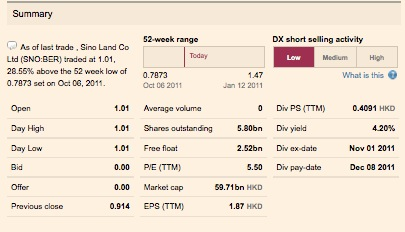 Summary
As of last trade , Sino Land Co
Ltd (SNO:BER) traded at 1.01,
28.55% above the 52 week low of
0.7873 set on Oct 06, 2011.
52-week range
Today
0.7873 1.47
Oct 06 2011 Jan 12 2011
DX short selling activity
Low Medium High
What is this ?
Open 1.01
Day High 1.01
Day Low 1.01
Bid 0.00
Offer 0.00
Previous close 0.914
Average volume 0
Shares outstanding 5.80bn
Free float 2.52bn
P/E (TTM) 5.50
Market cap 59.71bn HKD
EPS (TTM) 1.87 HKD
Div PS (TTM) 0.4091 HKD
Div yield 4.20%
Div ex-date Nov 01 2011
Div pay-date Dec 08 2011